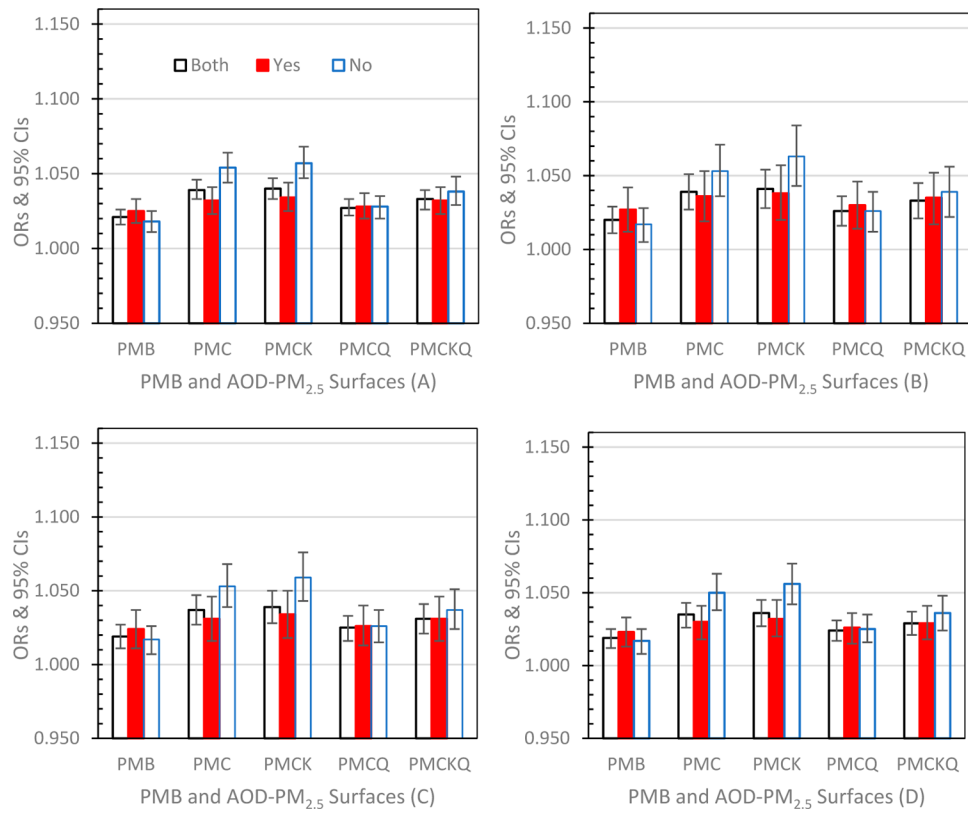 1.150
1.100
1.050
1.000
0.950
ORs & 95% CIs
Both Yes No
PMB PMC PMCK PMCQ PMCKQ
PMB and AOD-PM2.5 Surfaces (A)
1.150
1.100
1.050
1.000
0.950
ORs & 95% CIs
PMB PMC PMCK PMCQ PMCKQ
PMB and AOD-PM2.5 Surfaces (B)
1.150
1.100
1.050
1.000
0.950
ORs & 95% CIs
PMB PMC PMCK PMCQ PMCKQ
PMB and AOD-PM2.5 Surfaces (C)
1.150
1.100
1.050
1.000
0.950
ORs & 95% CIs
PMB PMC PMCK PMCQ PMCKQ
PMB and AOD-PM2.5 Surfaces (D)